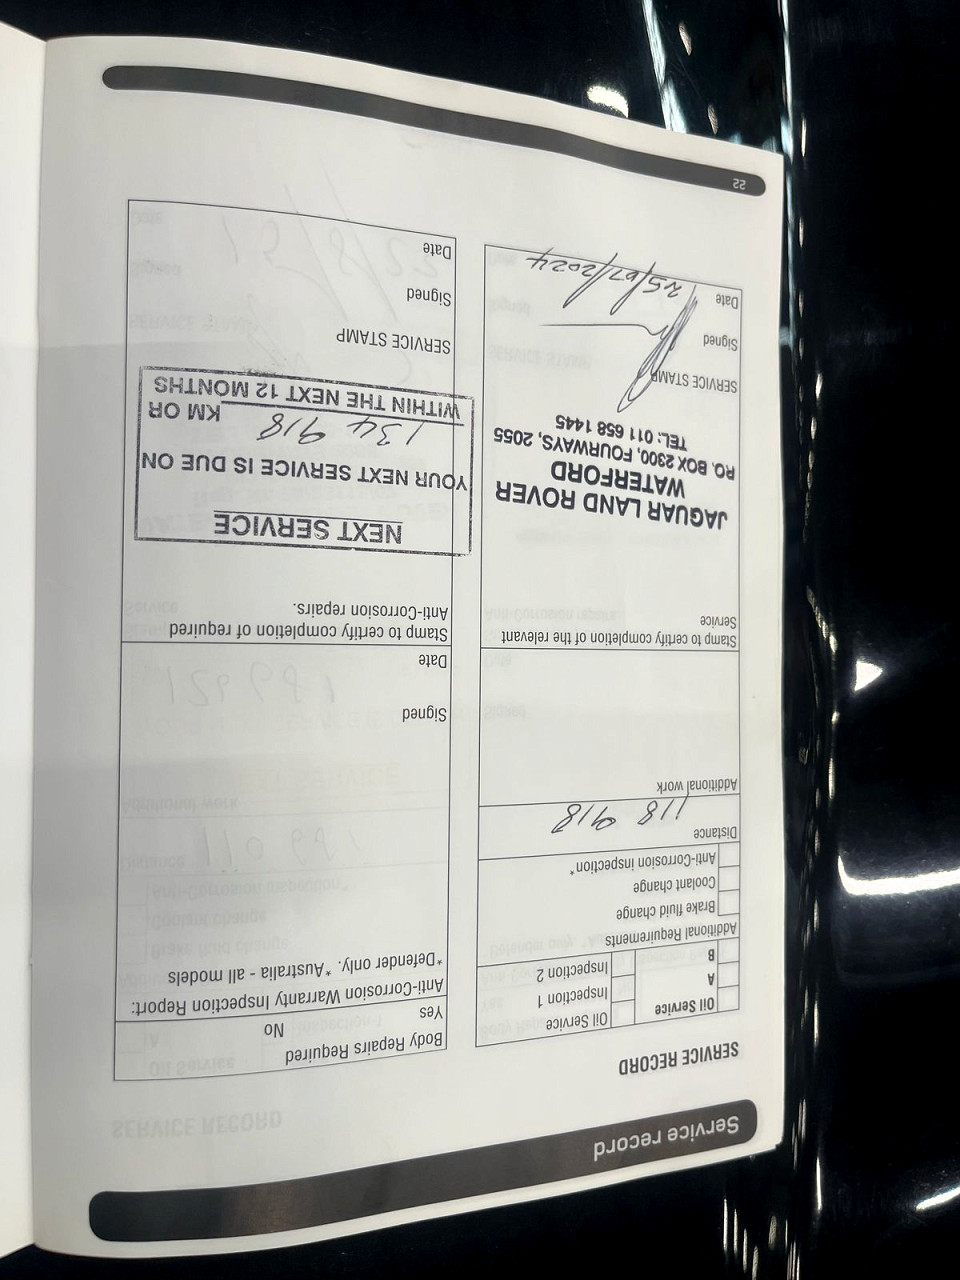 Service record
SERVICE RECORD
Oil Service
Oil Service
A
Inspection 1
B
Inspection 2
Additional Requirements
Brake fluid change
Coolant change
Anti-Corrosion inspection*
Distance
118 918
Additional work
Stamp to certify completion of the relevant
Service
JAGUAR LAND ROVER
WATERFORD
P.O. BOX 2300, FOURWAYS, 2055
TEL: 011 658 1445
SERVICE STAMP
Signed
Date
25/07/2024
Body Repairs Required
Yes
No
Anti-Corrosion Warranty Inspection Report:
*Defender only. *Australia - all models
Signed
Date
Stamp to certify completion of required
Anti-Corrosion repairs.
NEXT SERVICE
YOUR NEXT SERVICE IS DUE ON
134 918 KM OR
WITHIN THE NEXT 12 MONTHS
SERVICE STAMP
Signed
Date
22